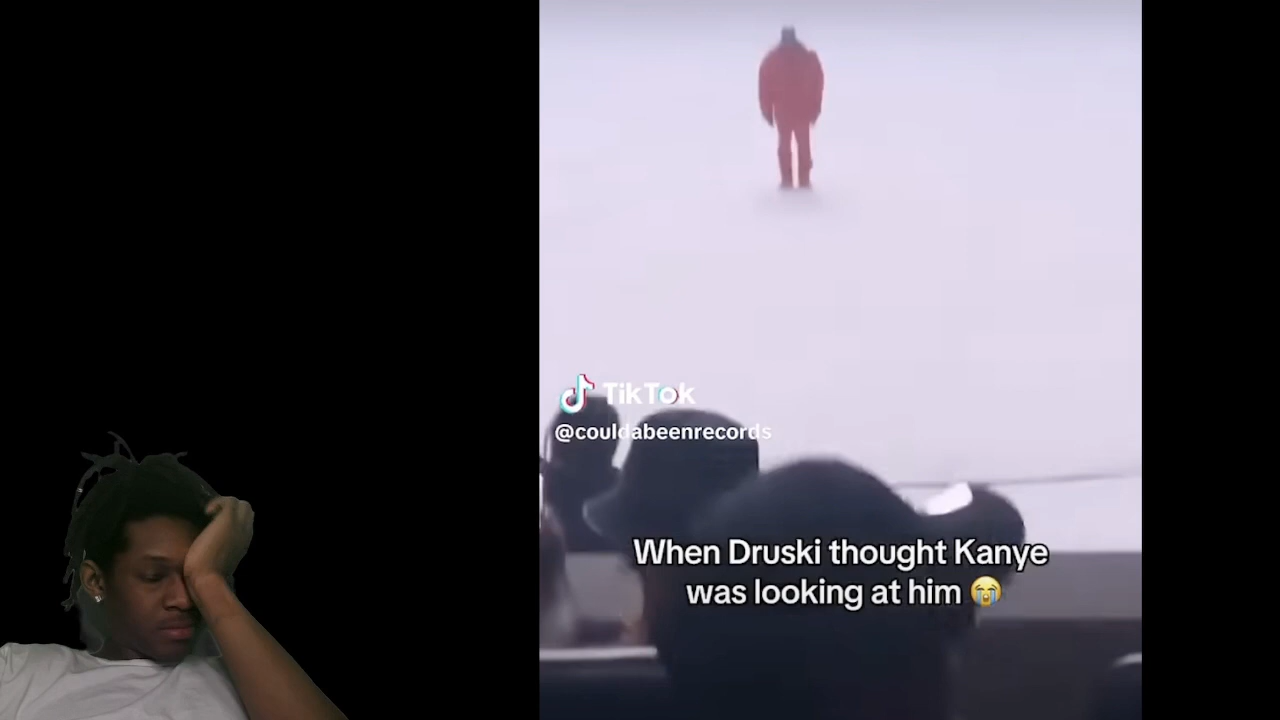 TikTok
@couldabeenrecords
When Druski thought Kanye
was looking at him 😭